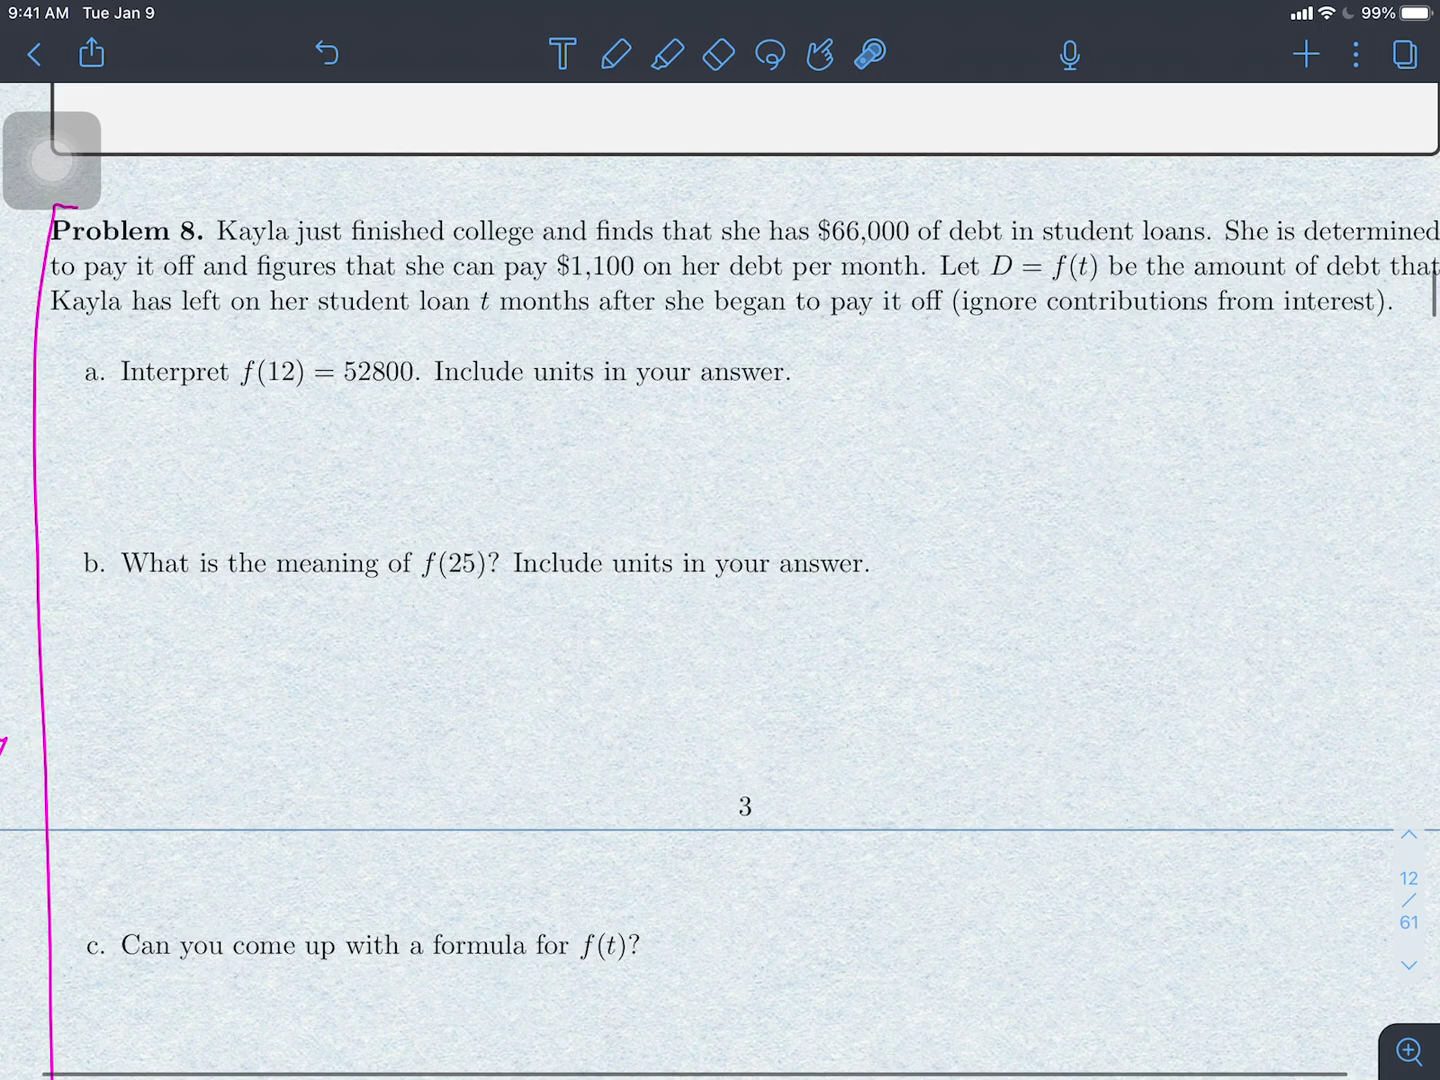 9:41 AM Tue Jan 9
99%
Problem 8. Kayla just finished college and finds that she has $66,000 of debt in student loans. She is determined
to pay it off and figures that she can pay $1,100 on her debt per month. Let D = f(t) be the amount of debt that
Kayla has left on her student loan t months after she began to pay it off (ignore contributions from interest).
a. Interpret f(12) = 52800. Include units in your answer.
b. What is the meaning of f(25)? Include units in your answer.
3
12
/
61
c. Can you come up with a formula for f(t)?